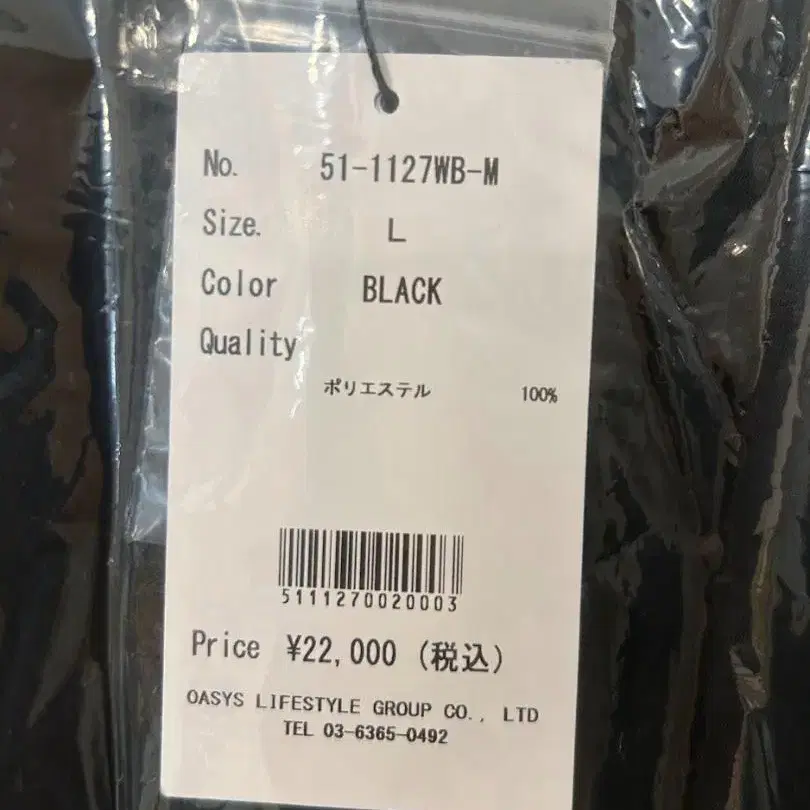 No. 51-1127WB-M
Size. L
Color BLACK
Quality
ポリエステル 100%
5111270020003
Price ¥22,000 (税込)
OASYS LIFESTYLE GROUP CO., LTD
TEL 03-6365-0492